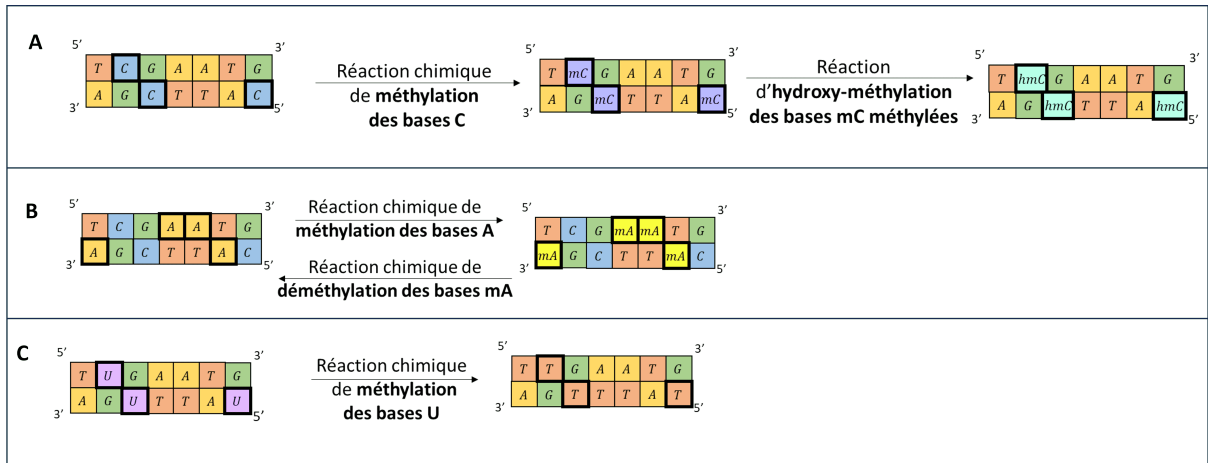 A
5’ 3’
T C G A A T G
A G C T T A C
3’ 5’
Réaction chimique
de méthylation
des bases C
5’ 3’
T mC G A A T G
A G mC T T A mC
3’ 5’
Réaction
d’hydroxy-méthylation
des bases mC méthylées
5’ 3’
T hmC G A A T G
A G hmC T T A hmC
3’ 5’
B
5’ 3’
T C G A A T G
A G C T T A C
3’ 5’
Réaction chimique de
méthylation des bases A
Réaction chimique de
déméthylation des bases mA
5’ 3’
T C G mA mA T G
mA G C T T mA C
3’ 5’
C
5’ 3’
T U G A A T G
A G U T T A U
3’ 5’
Réaction chimique
de méthylation
des bases U
5’ 3’
T T G A A T G
A G T T T A T
3’ 5’